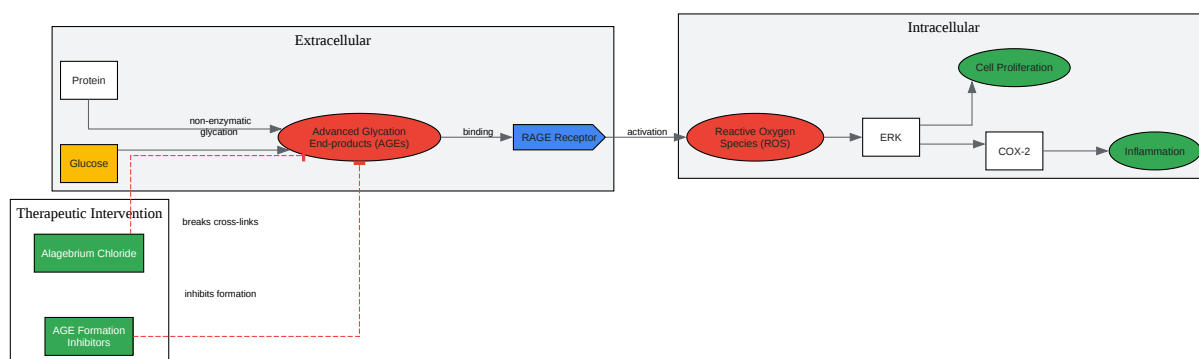 Extracellular
Protein
Glucose
non-enzymatic
glycation
Advanced Glycation
End-products (AGEs)
binding
RAGE Receptor
activation
Intracellular
Reactive Oxygen
Species (ROS)
ERK
Cell Proliferation
COX-2
Inflammation
Therapeutic Intervention
Alagebrium Chloride
breaks cross-links
AGE Formation
Inhibitors
inhibits formation